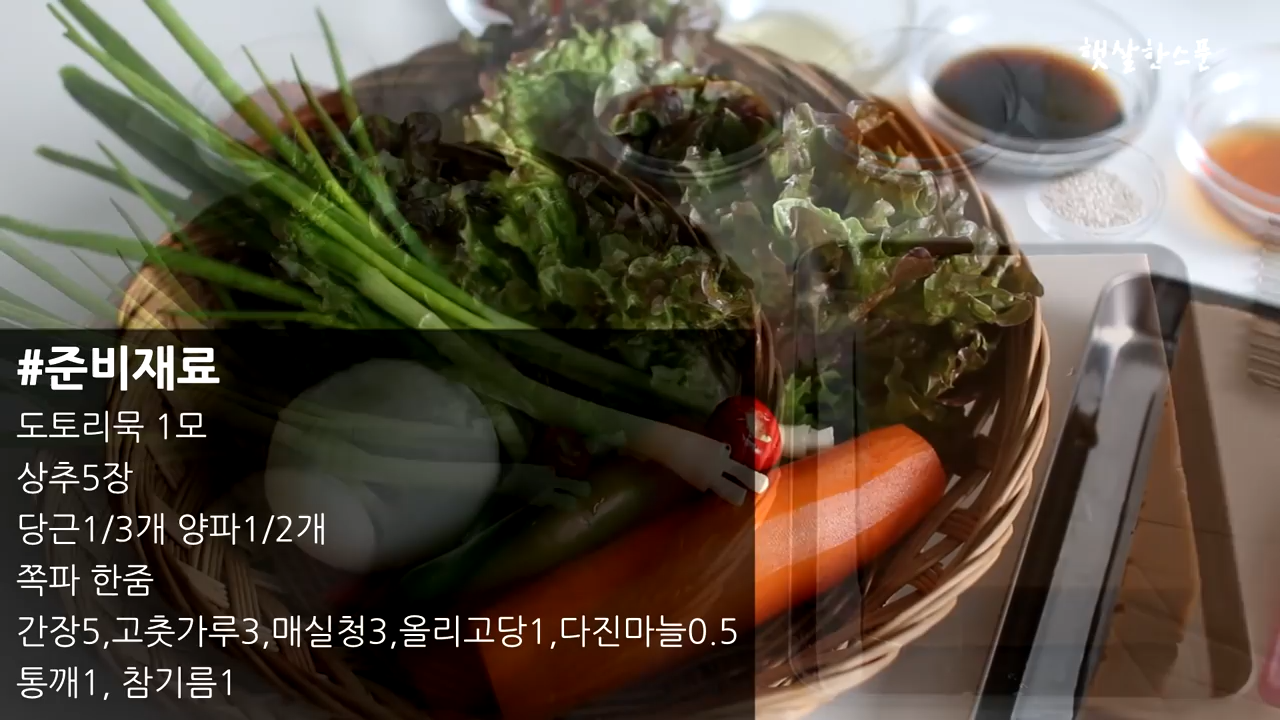 햇살한스푼
#준비재료
도토리묵 1모
상추5장
당근1/3개 양파1/2개
쪽파 한줌
간장5,고춧가루3,매실청3,올리고당1,다진마늘0.5
통깨1, 참기름1